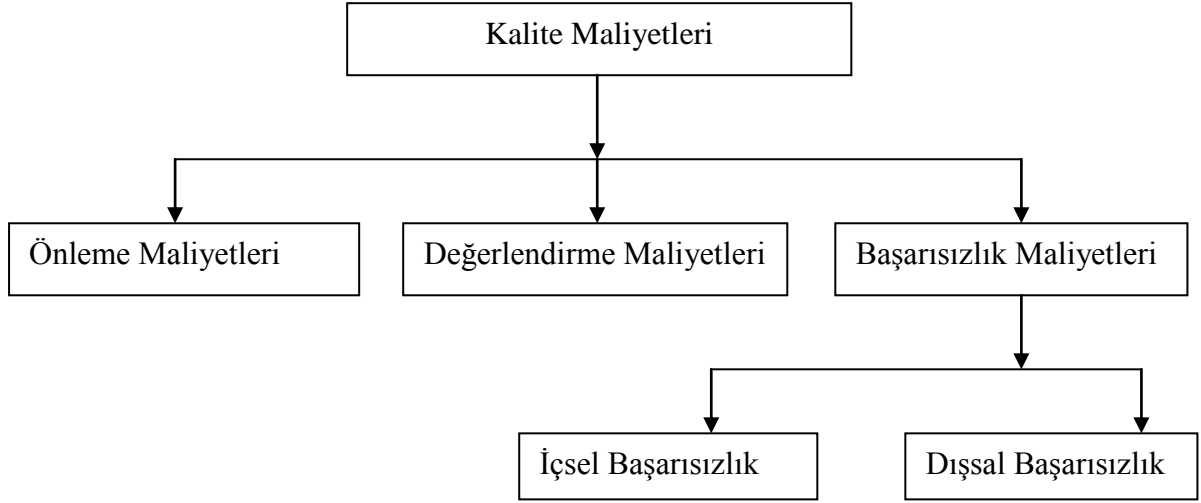 Kalite Maliyetleri
Önleme Maliyetleri
Değerlendirme Maliyetleri
Başarısızlık Maliyetleri
İçsel Başarısızlık
Dışsal Başarısızlık